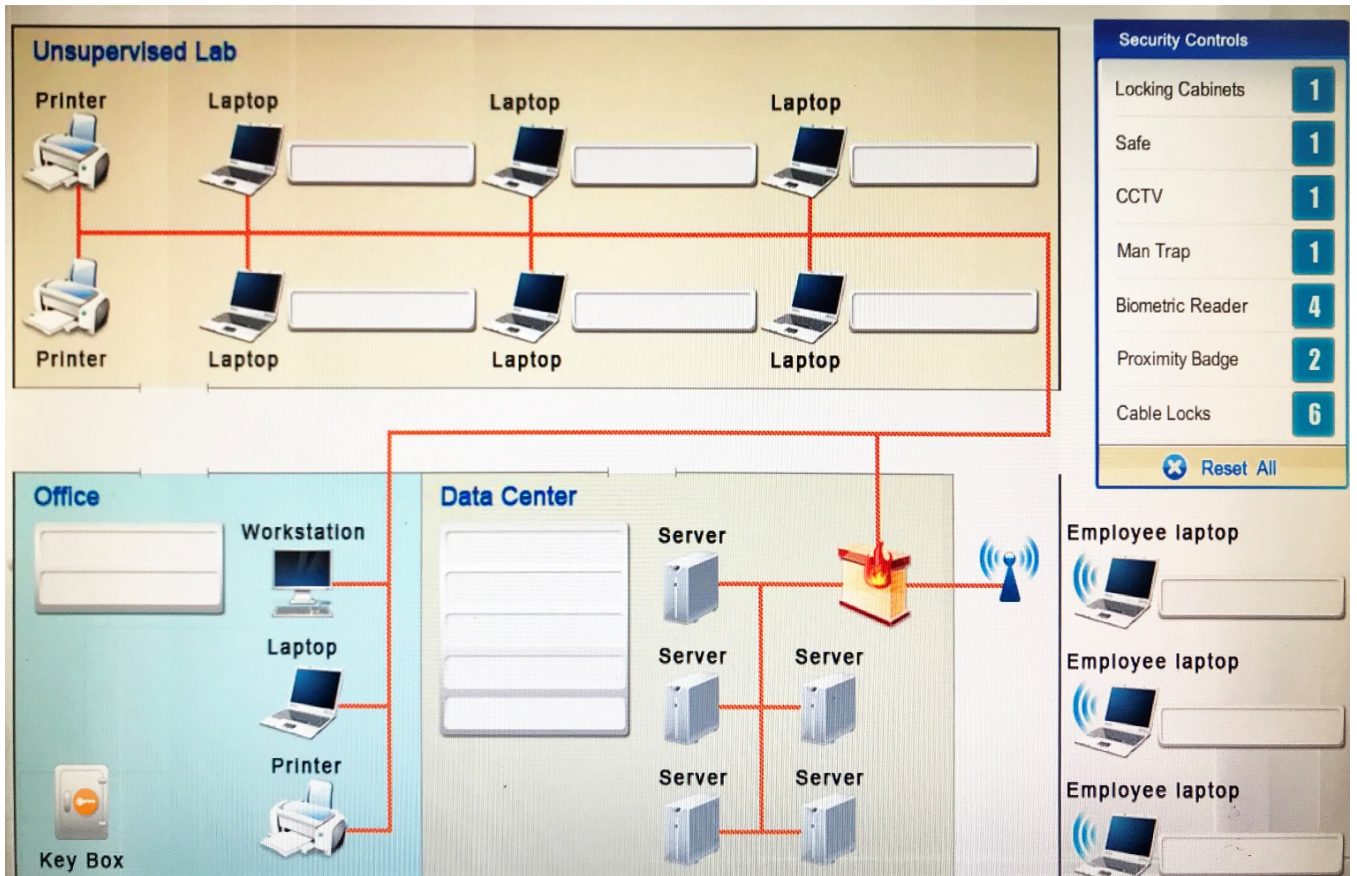 Unsupervised Lab
Printer
Laptop
Laptop
Laptop
Printer
Laptop
Laptop
Laptop
Security Controls
Locking Cabinets 1
Safe 1
CCTV 1
Man Trap 1
Biometric Reader 4
Proximity Badge 2
Cable Locks 6
Reset All
Office
Workstation
Laptop
Printer
Key Box
Data Center
Server
Server Server
Server Server
Employee laptop
Employee laptop
Employee laptop